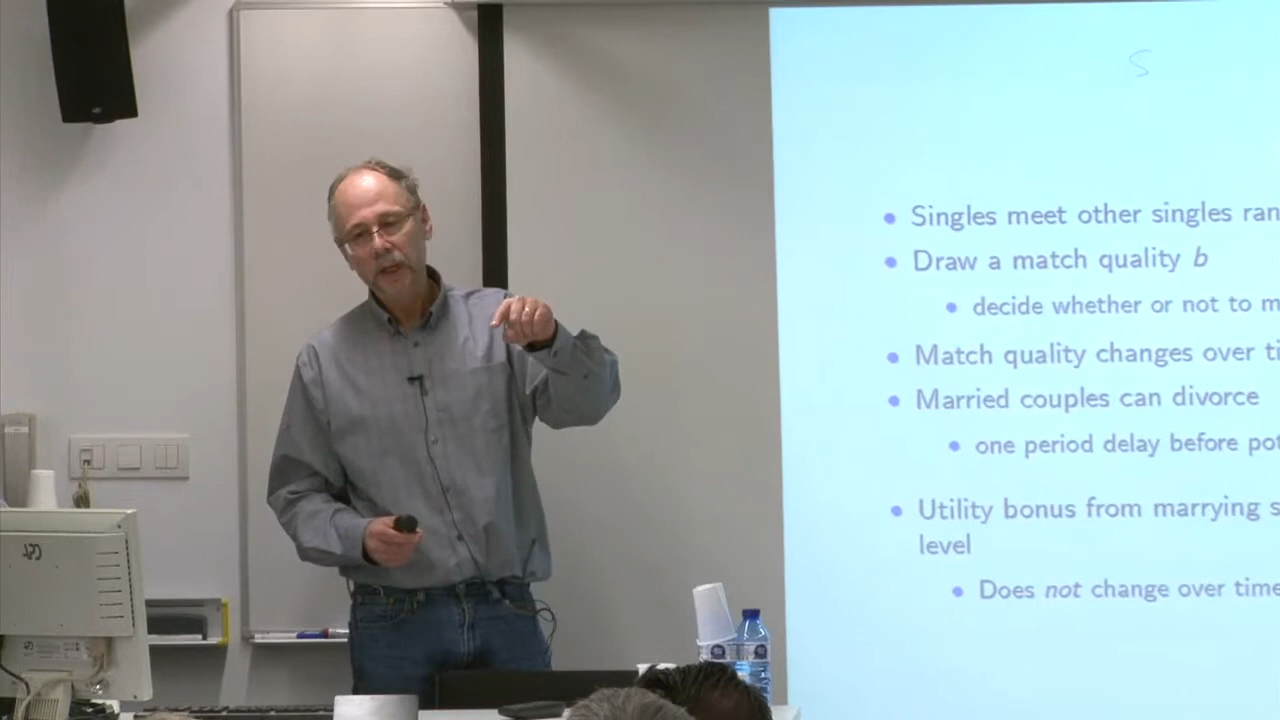 S
Singles meet other singles ran
Draw a match quality b
decide whether or not to m
Match quality changes over ti
Married couples can divorce
one period delay before pot
Utility bonus from marrying s
level
Does not change over time